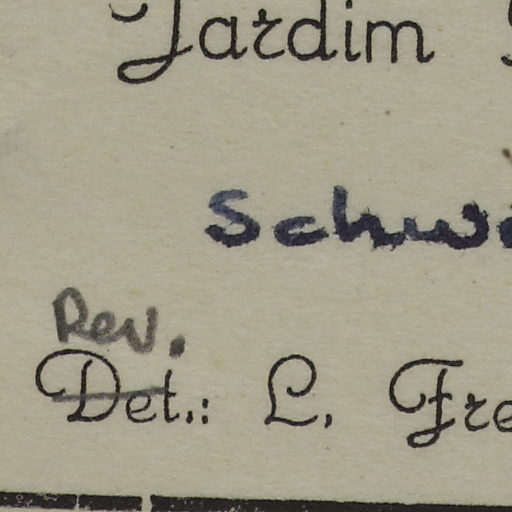 Jardim
Schw
Rev.
Det.: L. Fre